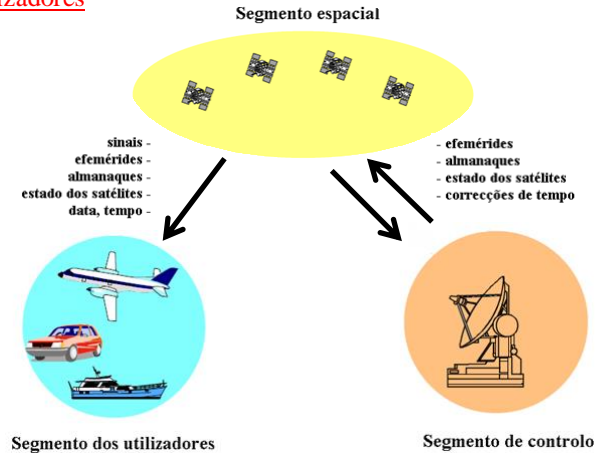 izadores
Segmento espacial
sinais -
efemérides -
almanaques -
estado dos satélites -
data, tempo -
- efemérides
- almanaques
- estado dos satélites
- correcções de tempo
Segmento dos utilizadores
Segmento de controlo